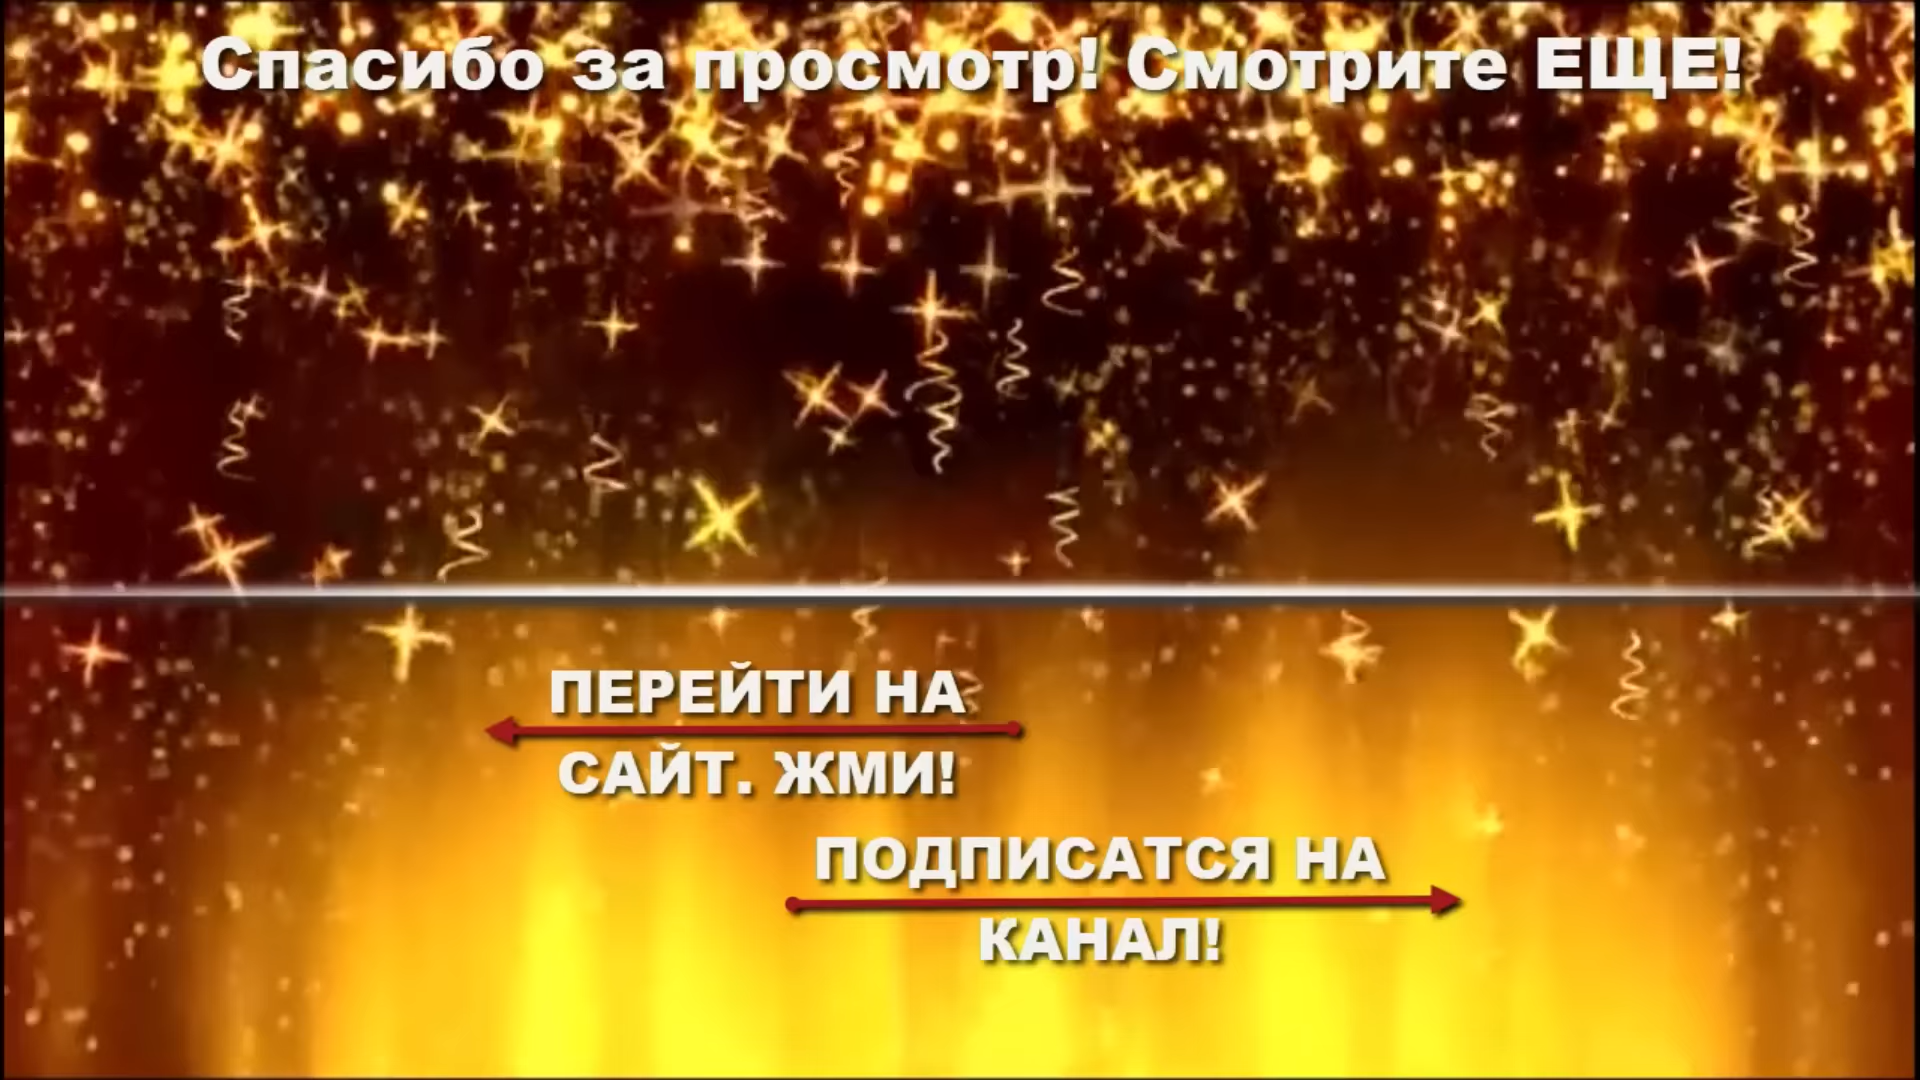 Спасибо за просмотр! Смотрите ЕЩЕ!
ПЕРЕЙТИ НА
САЙТ. ЖМИ!
ПОДПИСАТСЯ НА
КАНАЛ!